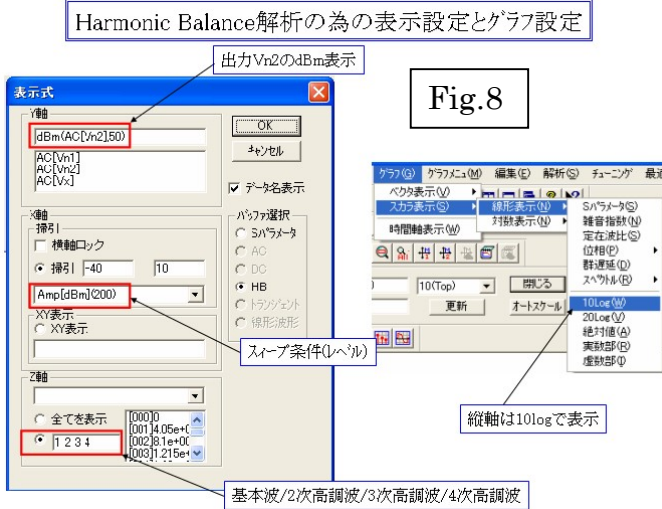 Harmonic Balance解析の為の表示設定とグラフ設定
出力Vn2のdBm表示
Fig.8
表示式
Y軸
dBm(AC[Vn2],50)
AC[Vn1]
AC[Vn2]
AC[Vx]
OK
キャンセル
データ名表示
X軸
掃引
横軸ロック
掃引 -40 10
Amp[dBm](200)
XY表示
XY表示
バッファ選択
Sパラメータ
AC
DC
HB
トランジェント
線形波形
スイープ条件(レベル)
Z軸
全てを表示
1 2 3 4
[000]0
[001]4.05e+0
[002]8.1e+00
[003]1.215e+
基本波/2次高調波/3次高調波/4次高調波
グラフ(G) グラフメニュ(M) 編集(E) 解析(S) チューニング 最適
ベクタ表示(V)
スカラ表示(S)
時間軸表示(W)
線形表示(N)
対数表示(N)
Sパラメータ(S)
雑音指数(N)
定在波比(S)
位相(P)
群遅延(D)
スペクトル(R)
10Log(W)
20Log(V)
絶対値(A)
実数部(R)
虚数部(I)
10(Top)
閉じる
更新
オートスケール
縦軸は10logで表示